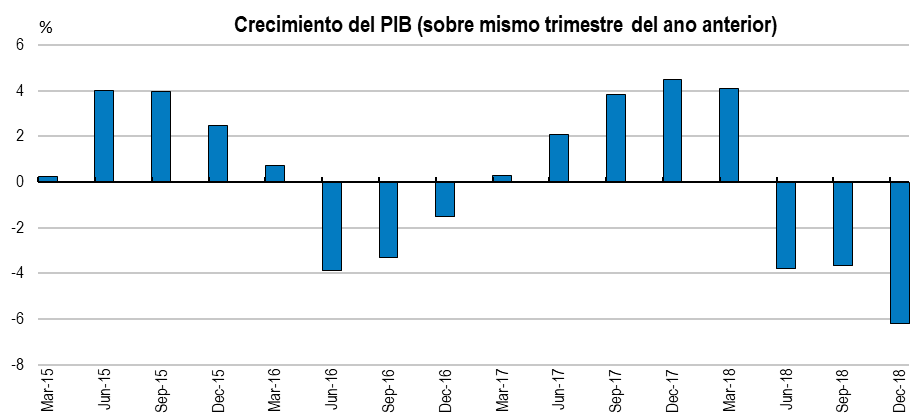 Crecimiento del PIB (sobre mismo trimestre del ano anterior)
%
6
4
2
0
-2
-4
-6
-8
Mar-15
Jun-15
Sep-15
Dec-15
Mar-16
Jun-16
Sep-16
Dec-16
Mar-17
Jun-17
Sep-17
Dec-17
Mar-18
Jun-18
Sep-18
Dec-18